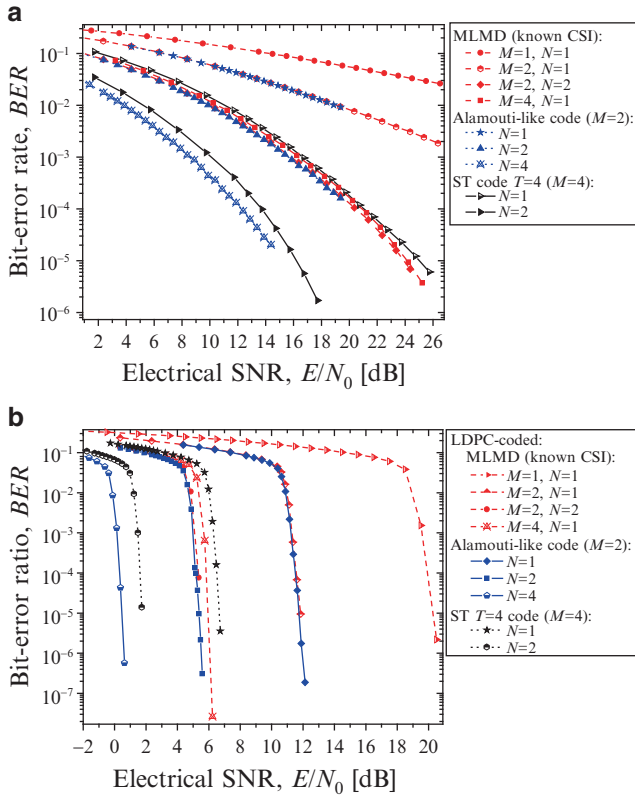 a
10⁻¹
10⁻²
10⁻³
10⁻⁴
10⁻⁵
10⁻⁶
Bit-error rate, BER
2 4 6 8 10 12 14 16 18 20 22 24 26
Electrical SNR, E/N₀ [dB]
MLMD (known CSI):
M=1, N=1
M=2, N=1
M=2, N=2
M=4, N=1
Alamouti-like code (M=2):
N=1
N=2
N=4
ST code T=4 (M=4):
N=1
N=2
b
10⁻¹
10⁻²
10⁻³
10⁻⁴
10⁻⁵
10⁻⁶
10⁻⁷
Bit-error ratio, BER
−2 0 2 4 6 8 10 12 14 16 18 20
Electrical SNR, E/N₀ [dB]
LDPC-coded:
MLMD (known CSI):
M=1, N=1
M=2, N=1
M=2, N=2
M=4, N=1
Alamouti-like code (M=2):
N=1
N=2
N=4
ST T=4 code (M=4):
N=1
N=2